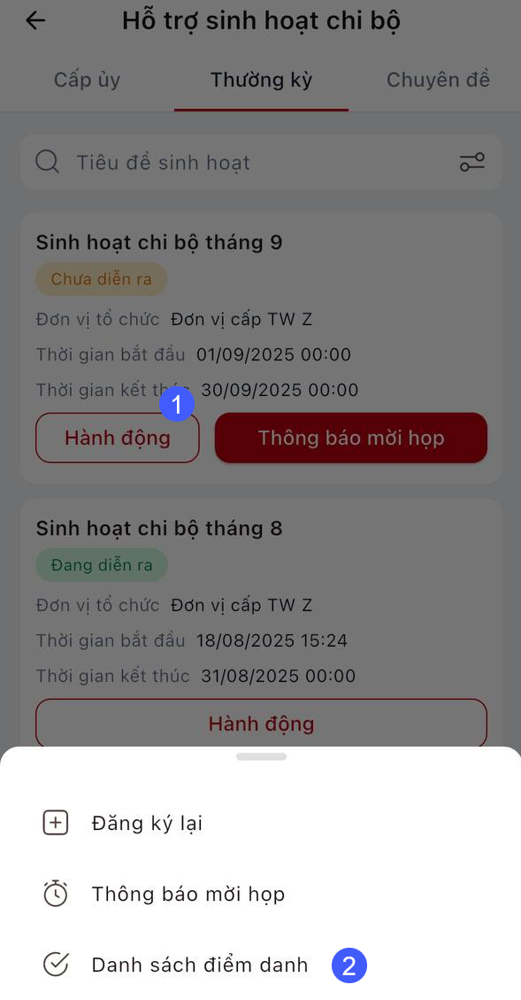 Hỗ trợ sinh hoạt chi bộ
Cấp ủy Thường kỳ Chuyên đề
Tiêu đề sinh hoạt
Sinh hoạt chi bộ tháng 9
Chưa diễn ra
Đơn vị tổ chức Đơn vị cấp TW Z
Thời gian bắt đầu 01/09/2025 00:00
Thời gian kết thúc 30/09/2025 00:00
1
Hành động Thông báo mời họp
Sinh hoạt chi bộ tháng 8
Đang diễn ra
Đơn vị tổ chức Đơn vị cấp TW Z
Thời gian bắt đầu 18/08/2025 15:24
Thời gian kết thúc 31/08/2025 00:00
Hành động
Đăng ký lại
Thông báo mời họp
Danh sách điểm danh 2